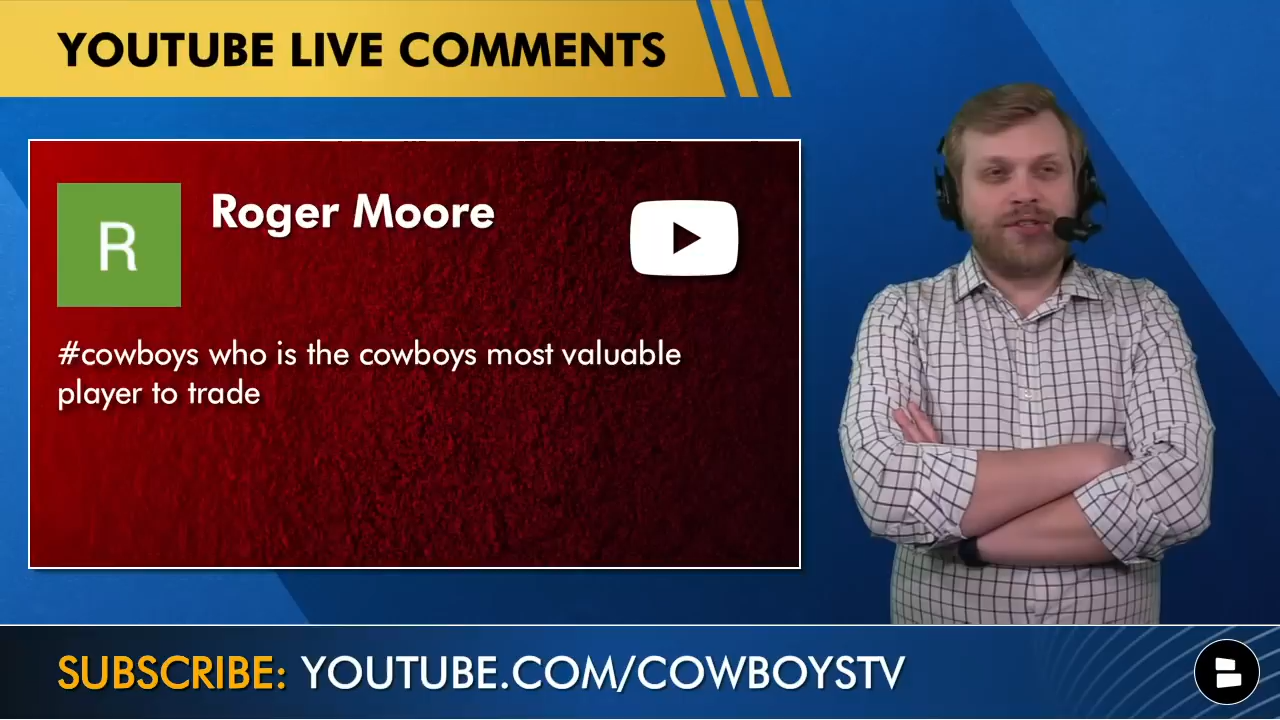 YOUTUBE LIVE COMMENTS
R
Roger Moore
#cowboys who is the cowboys most valuable
player to trade
SUBSCRIBE: YOUTUBE.COM/COWBOYSTV